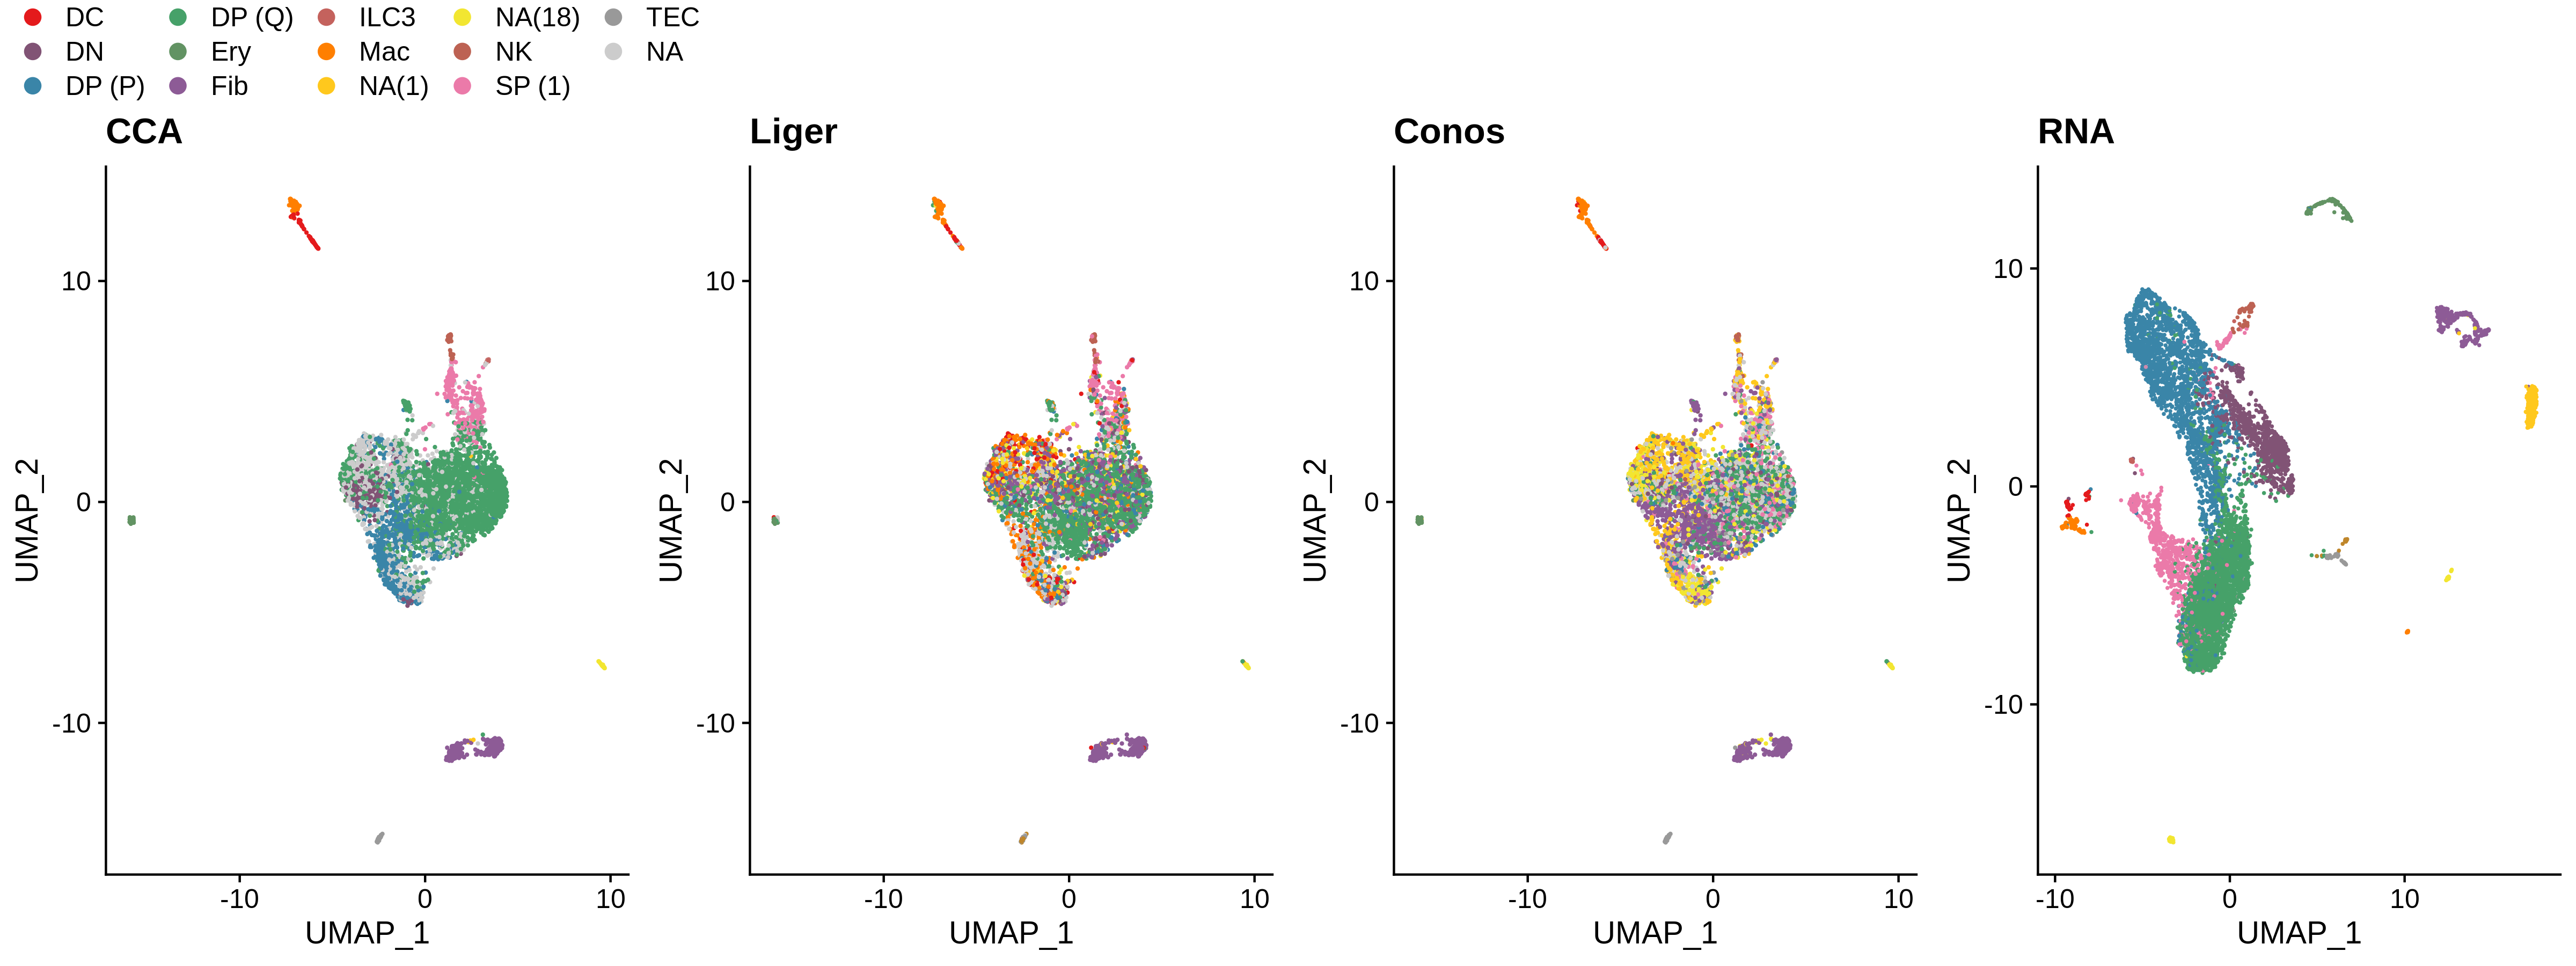 DC DP (Q) ILC3 NA(18) TEC
DN Ery Mac NK NA
DP (P) Fib NA(1) SP (1)
CCA Liger Conos RNA
10 10 10 10
0 0 0 0
-10 -10 -10 -10
UMAP_2 UMAP_2 UMAP_2 UMAP_2
-10 0 10 -10 0 10 -10 0 10 -10 0 10
UMAP_1 UMAP_1 UMAP_1 UMAP_1